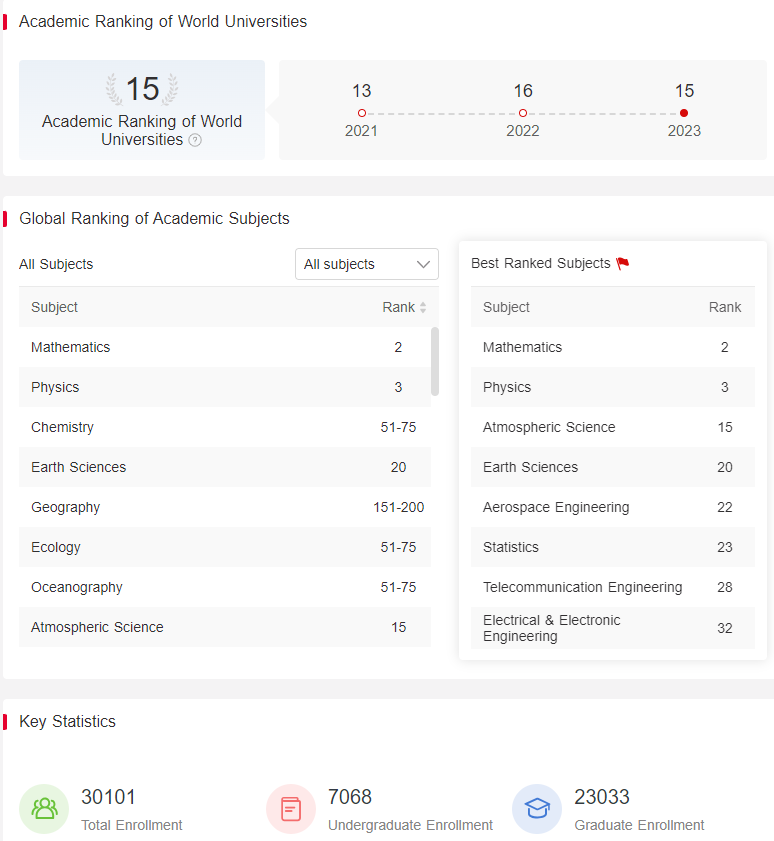 Academic Ranking of World Universities
15
Academic Ranking of World
Universities ?
13 16 15
2021 2022 2023
Global Ranking of Academic Subjects
All Subjects
All subjects
Subject Rank
Mathematics 2
Physics 3
Chemistry 51-75
Earth Sciences 20
Geography 151-200
Ecology 51-75
Oceanography 51-75
Atmospheric Science 15
Best Ranked Subjects
Subject Rank
Mathematics 2
Physics 3
Atmospheric Science 15
Earth Sciences 20
Aerospace Engineering 22
Statistics 23
Telecommunication Engineering 28
Electrical & Electronic
Engineering 32
Key Statistics
30101
Total Enrollment
7068
Undergraduate Enrollment
23033
Graduate Enrollment